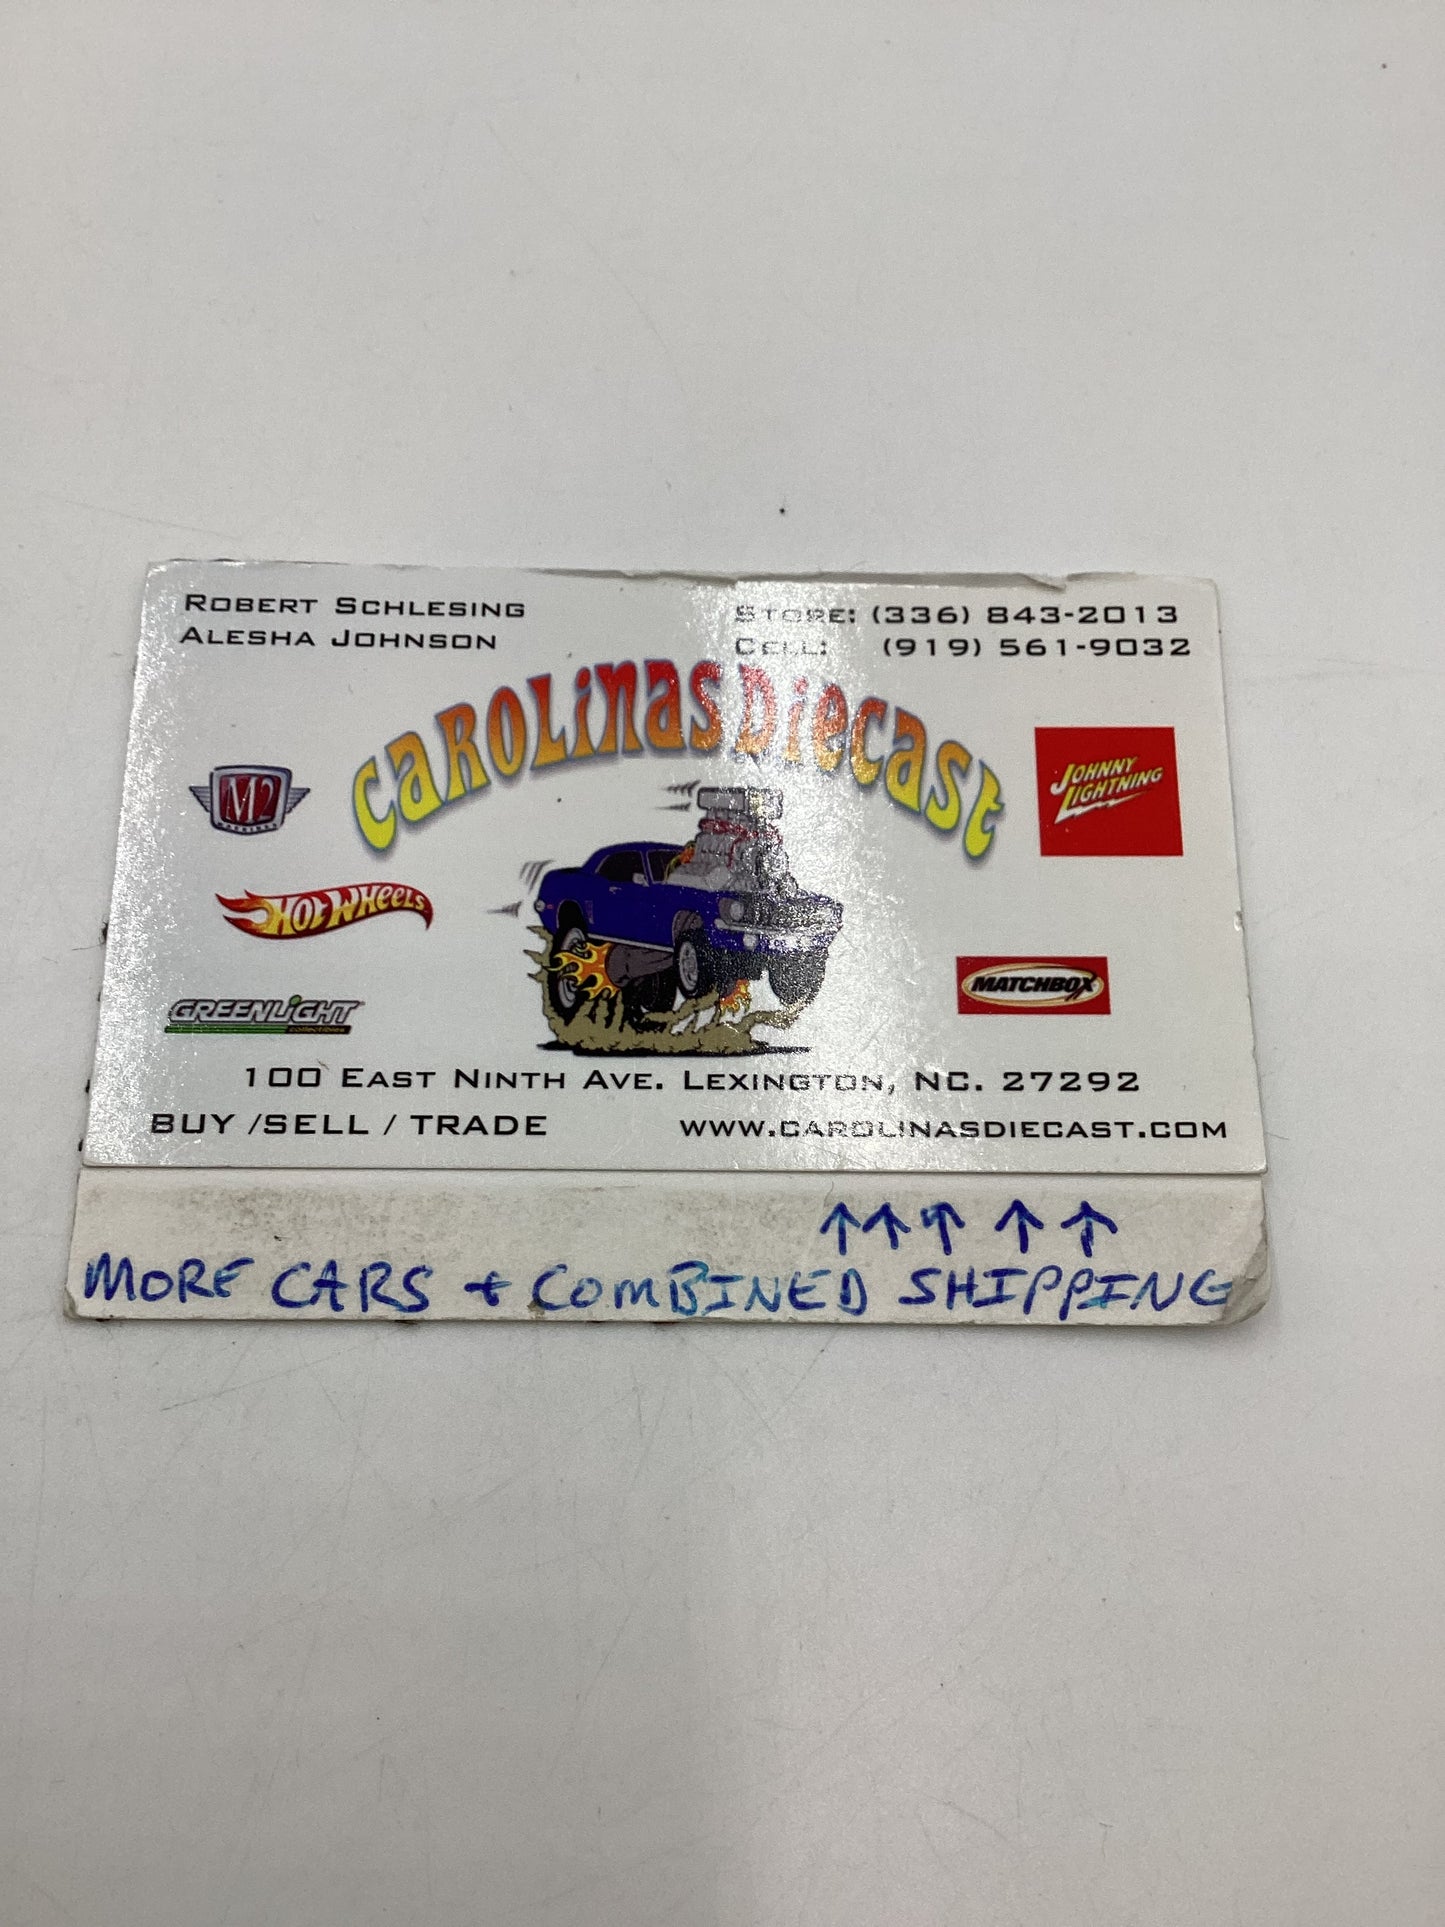 ROBERT SCHLESING
ALESHA JOHNSON
STORE: (336) 843-2013
CELL: (919) 561-9032
CAROLINAS DIECAST
M2
MACHINES
JOHNNY
LIGHTNING
HOT WHEELS
MATCHBOX
GREENLIGHT
collectibles
100 EAST NINTH AVE. LEXINGTON, NC. 27292
BUY /SELL / TRADE
WWW.CAROLINASDIECAST.COM
↑ ↑ ↑ ↑ ↑
MORE CARS + COMBINED SHIPPING